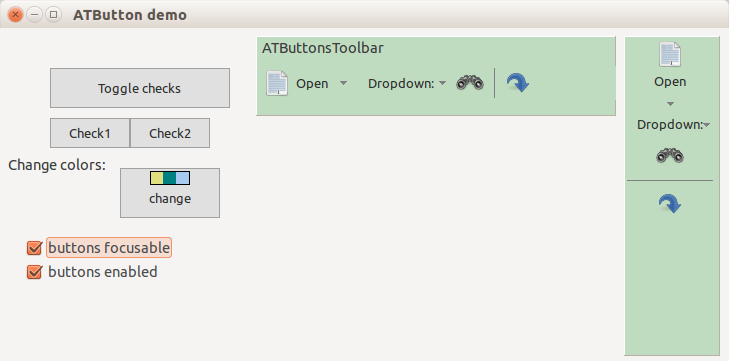 ATButton demo
Toggle checks
Check1 Check2
Change colors:
change
buttons focusable
buttons enabled
ATButtonsToolbar
Open Dropdown:
Open
Dropdown: